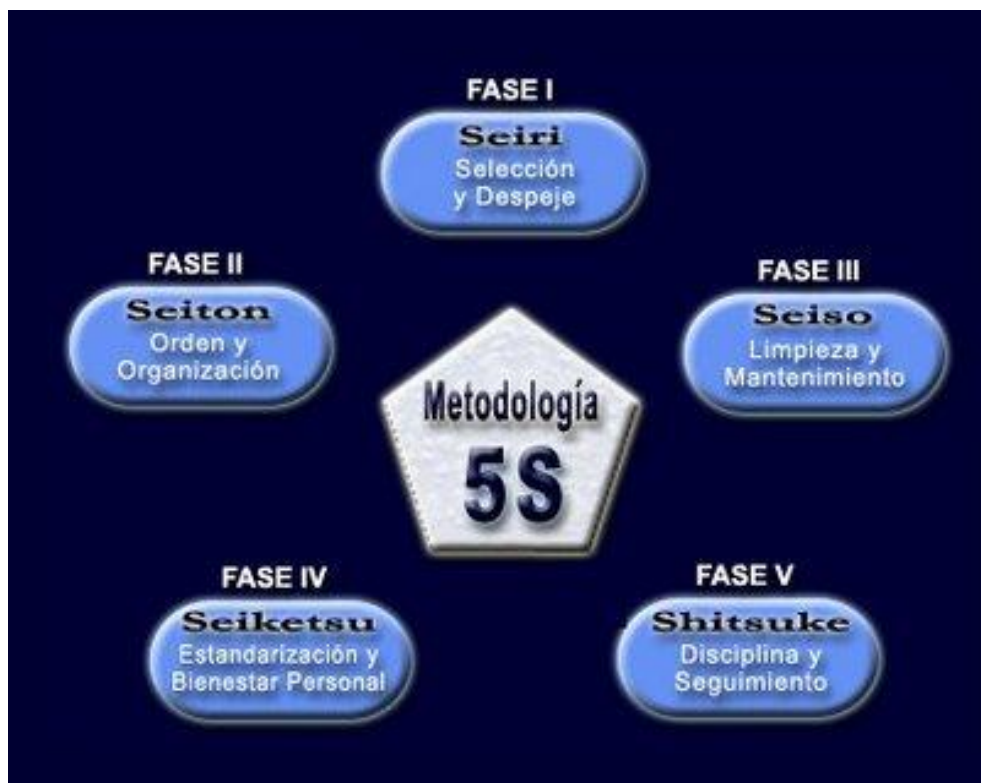 FASE I
Seiri
Selección
y Despeje
FASE II
Seiton
Orden y
Organización
FASE III
Seiso
Limpieza y
Mantenimiento
Metodología
5S
FASE IV
Seiketsu
Estandarización y
Bienestar Personal
FASE V
Shitsuke
Disciplina y
Seguimiento